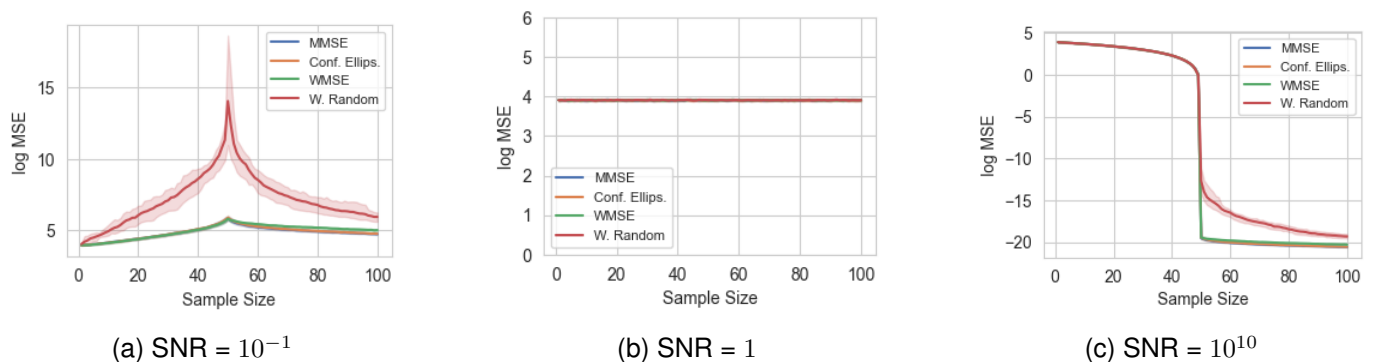 MMSE
Conf. Ellips.
WMSE
W. Random
15
10
5
log MSE
0 20 40 60 80 100
Sample Size
(a) SNR = 10⁻¹
6
5
4
3
2
1
0
log MSE
MMSE
Conf. Ellips.
WMSE
W. Random
0 20 40 60 80 100
Sample Size
(b) SNR = 1
5
0
−5
−10
−15
−20
log MSE
MMSE
Conf. Ellips.
WMSE
W. Random
0 20 40 60 80 100
Sample Size
(c) SNR = 10¹⁰